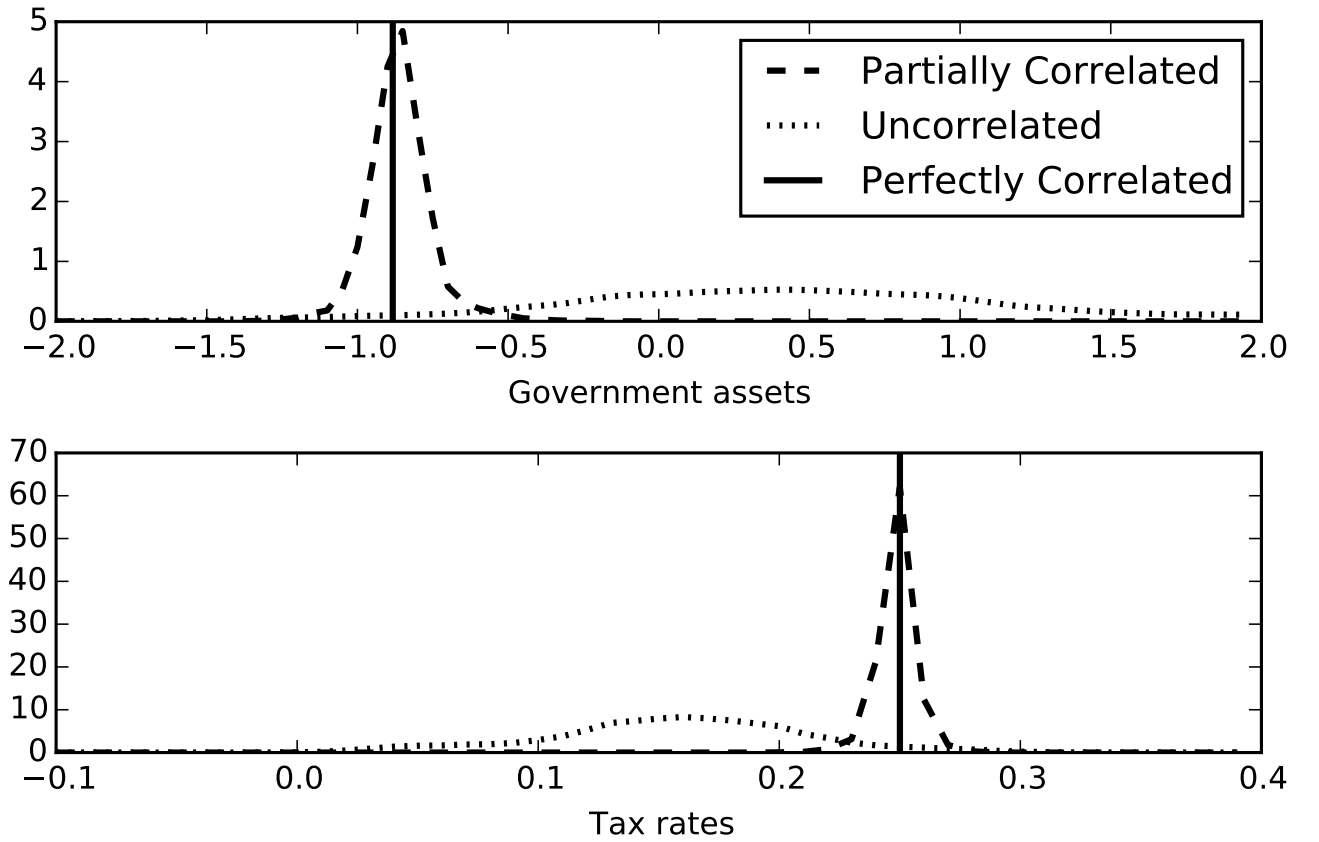 5
4
3
2
1
0
Partially Correlated
Uncorrelated
Perfectly Correlated
−2.0 −1.5 −1.0 −0.5 0.0 0.5 1.0 1.5 2.0
Government assets
70
60
50
40
30
20
10
0
−0.1 0.0 0.1 0.2 0.3 0.4
Tax rates